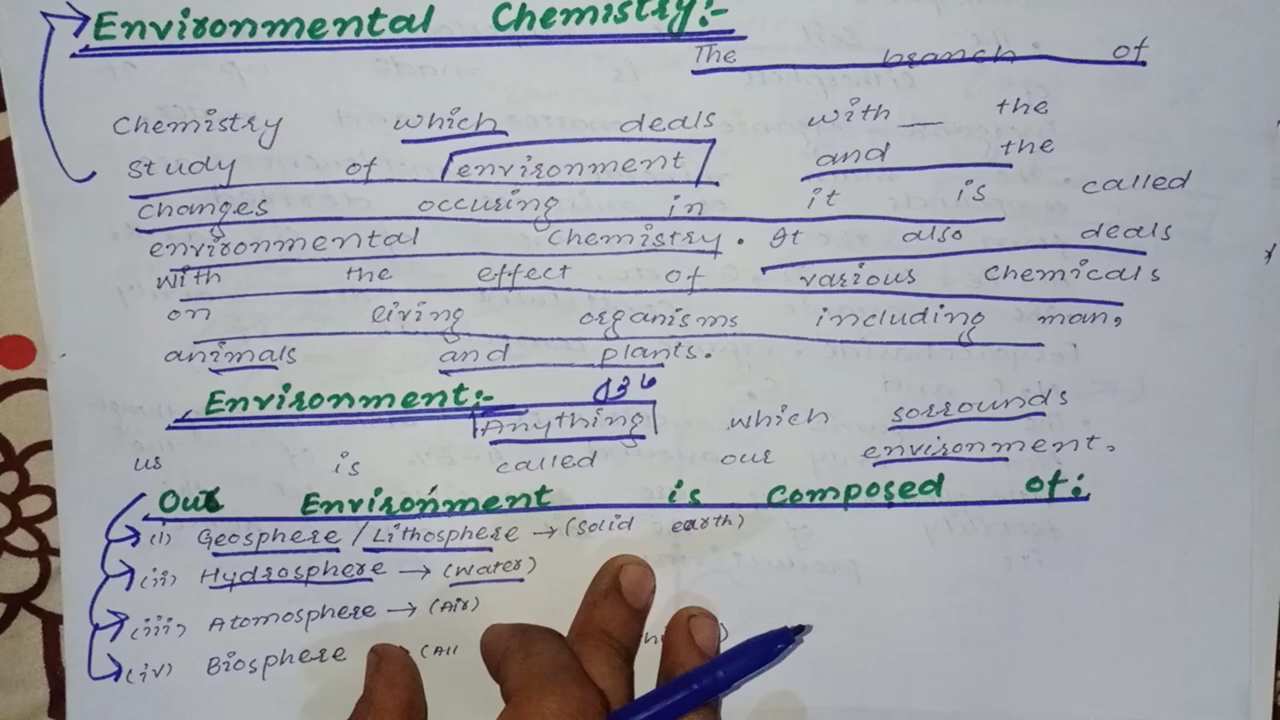 Environmental Chemistry:-
The branch of
Chemistry which deals with the
study of environment and the
changes occuring in it is called
environmental Chemistry. It also deals
with the effect of various chemicals
on living organisms including man,
animals and plants.
Environment:-
Anything which sorrounds
us is called our environment.
Our Environment is composed of:
(i) Geosphere / Lithosphere → (Solid earth)
(ii) Hydrosphere → (Water)
(iii) Atomosphere → (Air)
(iv) Biosphere (All